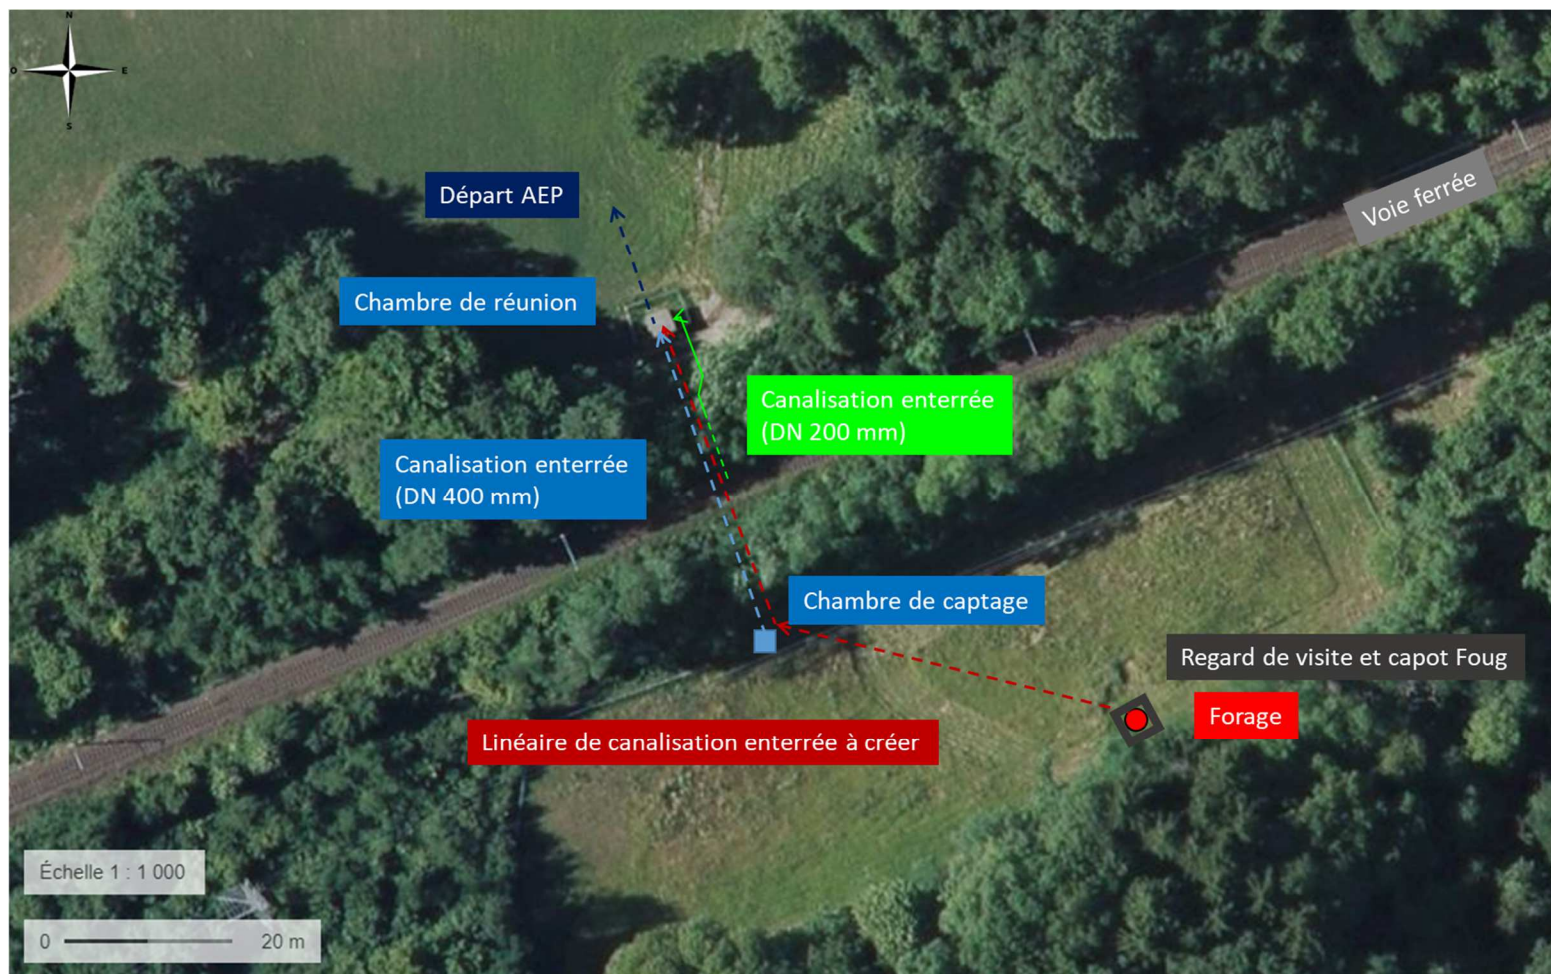 N
O
E
S
Départ AEP
Voie ferrée
Chambre de réunion
Canalisation enterrée
(DN 200 mm)
Canalisation enterrée
(DN 400 mm)
Chambre de captage
Regard de visite et capot Foug
Forage
Linéaire de canalisation enterrée à créer
Échelle 1 : 1 000
0
20 m